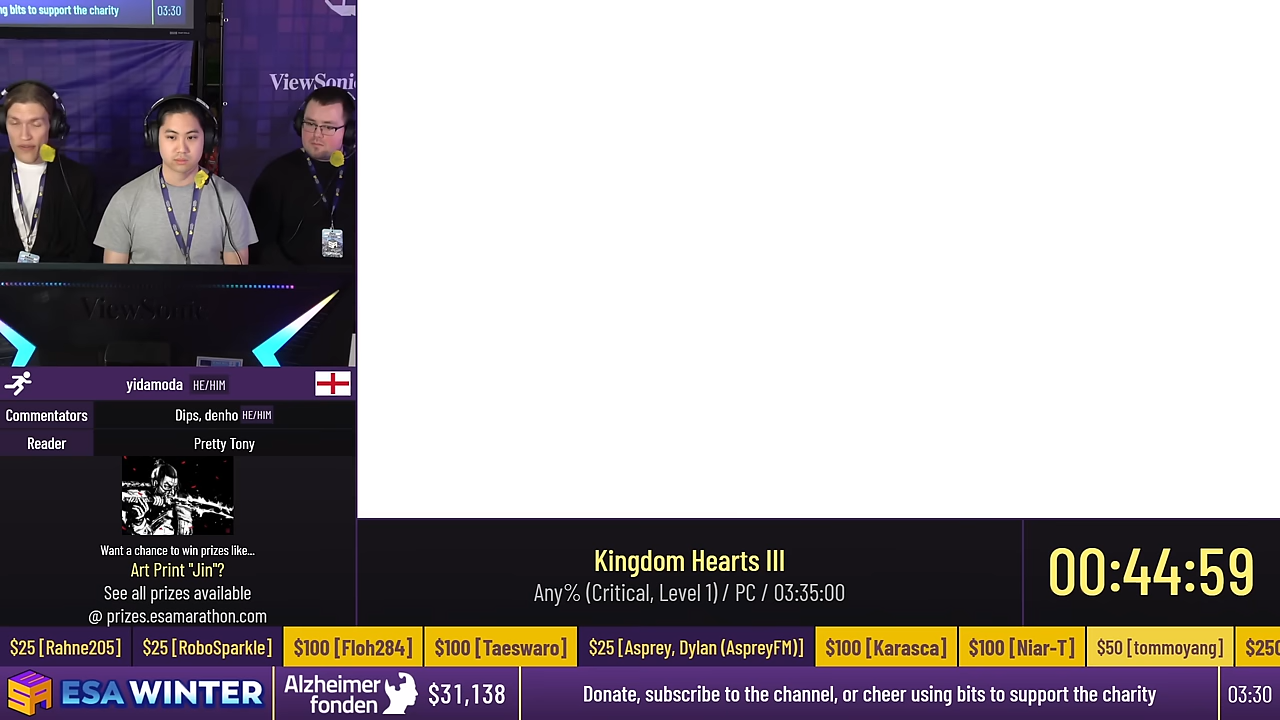 ng bits to support the charity
03:30
ViewSonic
ViewSonic
yidamoda HE/HIM
Commentators
Dips, denho HE/HIM
Reader
Pretty Tony
Want a chance to win prizes like...
Art Print "Jin"?
See all prizes available
@ prizes.esamarathon.com
Kingdom Hearts III
Any% (Critical, Level 1) / PC / 03:35:00
00:44:59
$25 [Rahne205]
$25 [RoboSparkle]
$100 [Floh284]
$100 [Taeswaro]
$25 [Asprey, Dylan (AspreyFM)]
$100 [Karasca]
$100 [Niar-T]
$50 [tommoyang]
$250
ESA WINTER
Alzheimer
fonden
$31,138
Donate, subscribe to the channel, or cheer using bits to support the charity
03:30